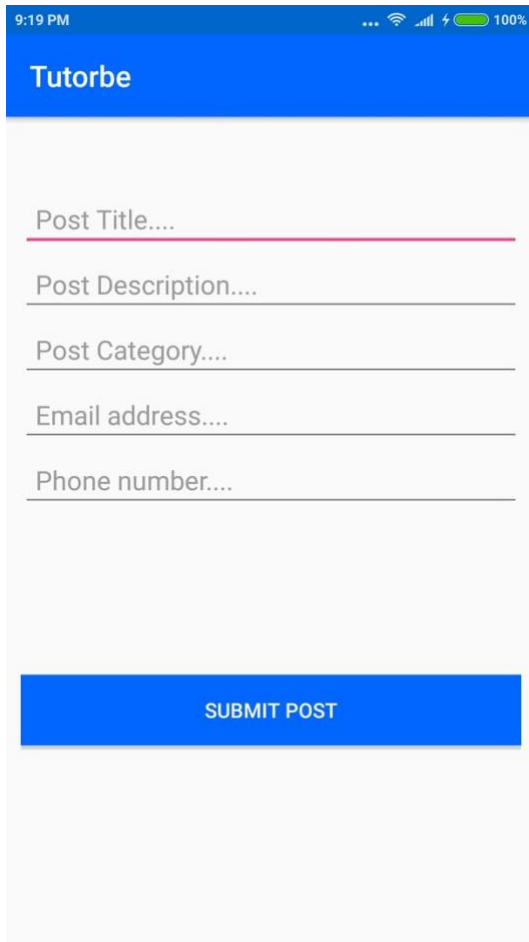 9:19 PM ... 100%
Tutorbe
Post Title....
Post Description....
Post Category....
Email address....
Phone number....
SUBMIT POST